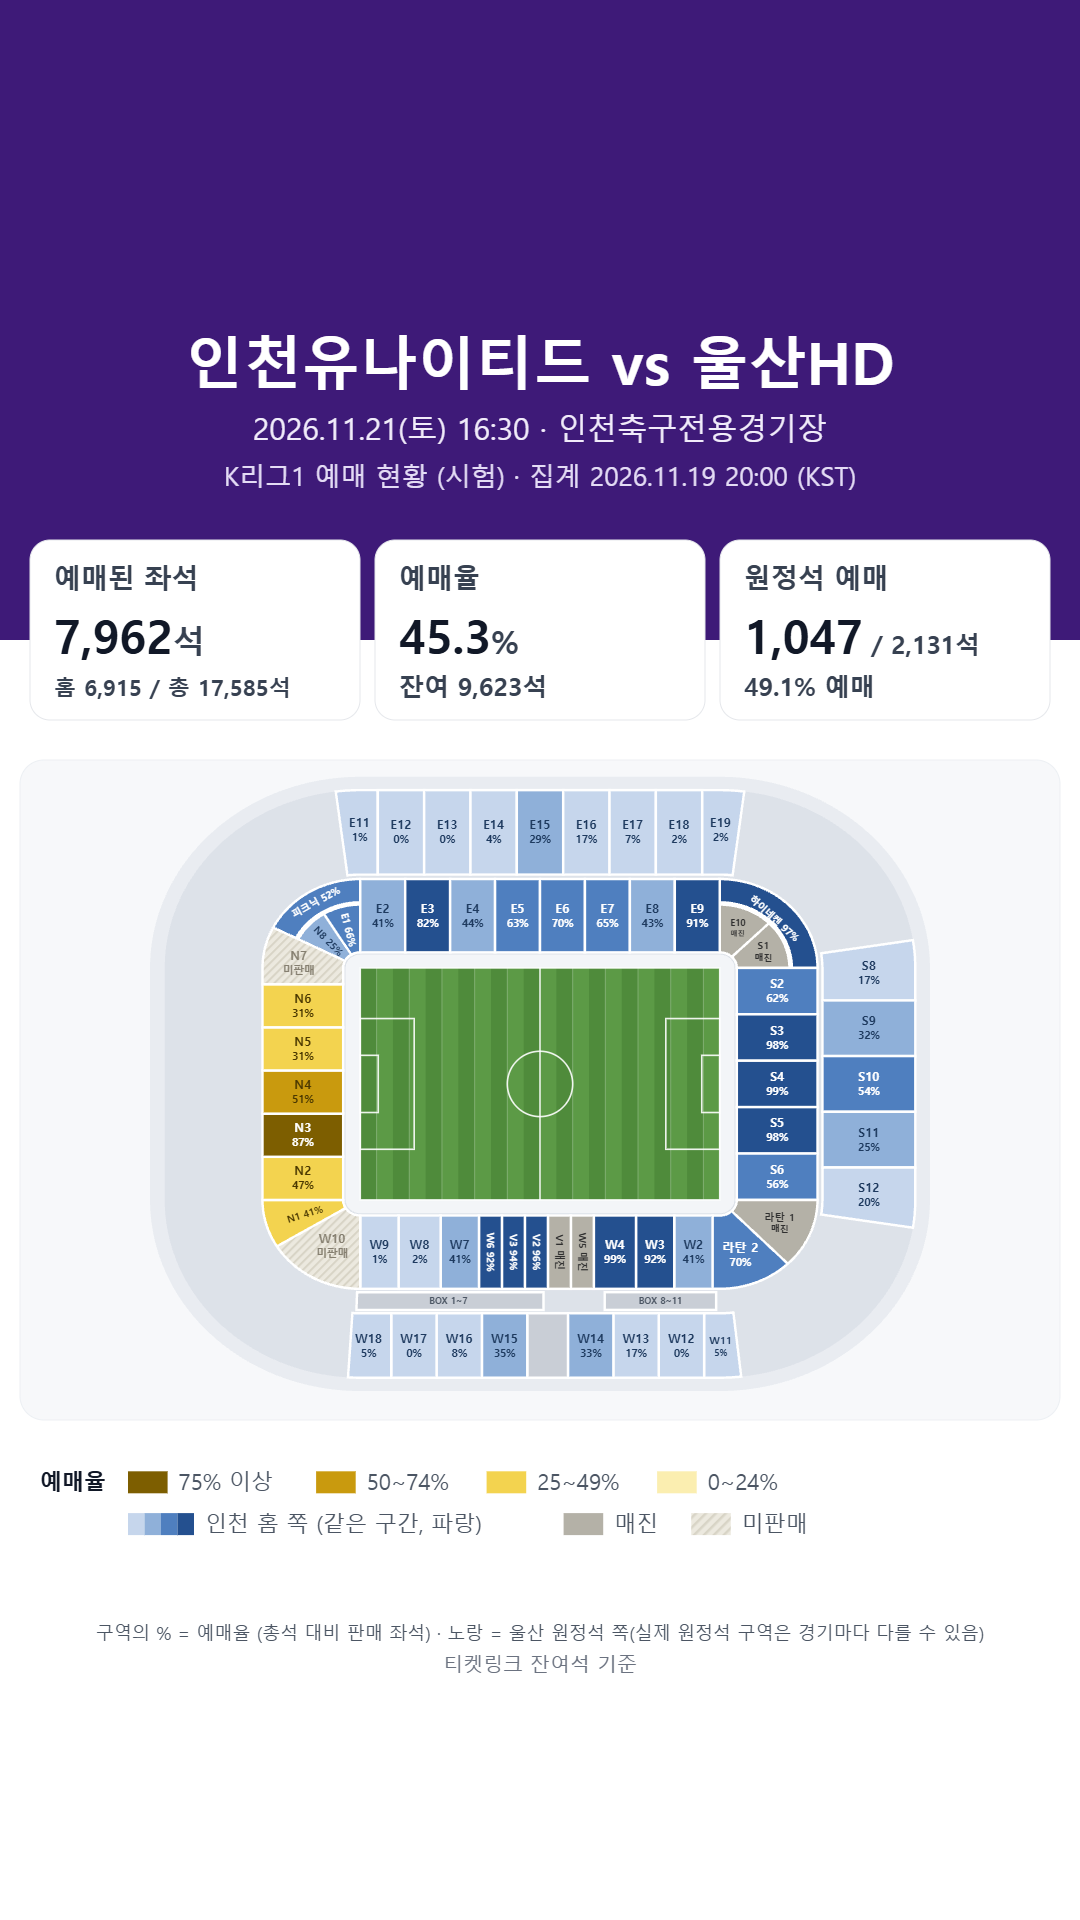 인천유나이티드 vs 울산HD
2026.11.21(토) 16:30 · 인천축구전용경기장
K리그1 예매 현황 (시험) · 집계 2026.11.19 20:00 (KST)
예매된 좌석
7,962석
홈 6,915 / 총 17,585석
예매율
45.3%
잔여 9,623석
원정석 예매
1,047 / 2,131석
49.1% 예매
E11
1%
E12
0%
E13
0%
E14
4%
E15
29%
E16
17%
E17
7%
E18
2%
E19
2%
피크닉 52%
E1 66%
N8 25%
E2
41%
E3
82%
E4
44%
E5
63%
E6
70%
E7
65%
E8
43%
E9
91%
하이네켄 97%
E10
매진
S1
매진
N7
미판매
N6
31%
N5
31%
N4
51%
N3
87%
N2
47%
N1 41%
W10
미판매
S2
62%
S3
98%
S4
99%
S5
98%
S6
56%
S8
17%
S9
32%
S10
54%
S11
25%
S12
20%
라탄 1
매진
라탄 2
70%
W9
1%
W8
2%
W7
41%
W6 92%
V3 94%
V2 96%
V1 매진
W5 매진
W4
99%
W3
92%
W2
41%
BOX 1~7
BOX 8~11
W18
5%
W17
0%
W16
8%
W15
35%
W14
33%
W13
17%
W12
0%
W11
5%
예매율
75% 이상
50~74%
25~49%
0~24%
인천 홈 쪽 (같은 구간, 파랑)
매진
미판매
구역의 % = 예매율 (총석 대비 판매 좌석) · 노랑 = 울산 원정석 쪽(실제 원정석 구역은 경기마다 다를 수 있음)
티켓링크 잔여석 기준